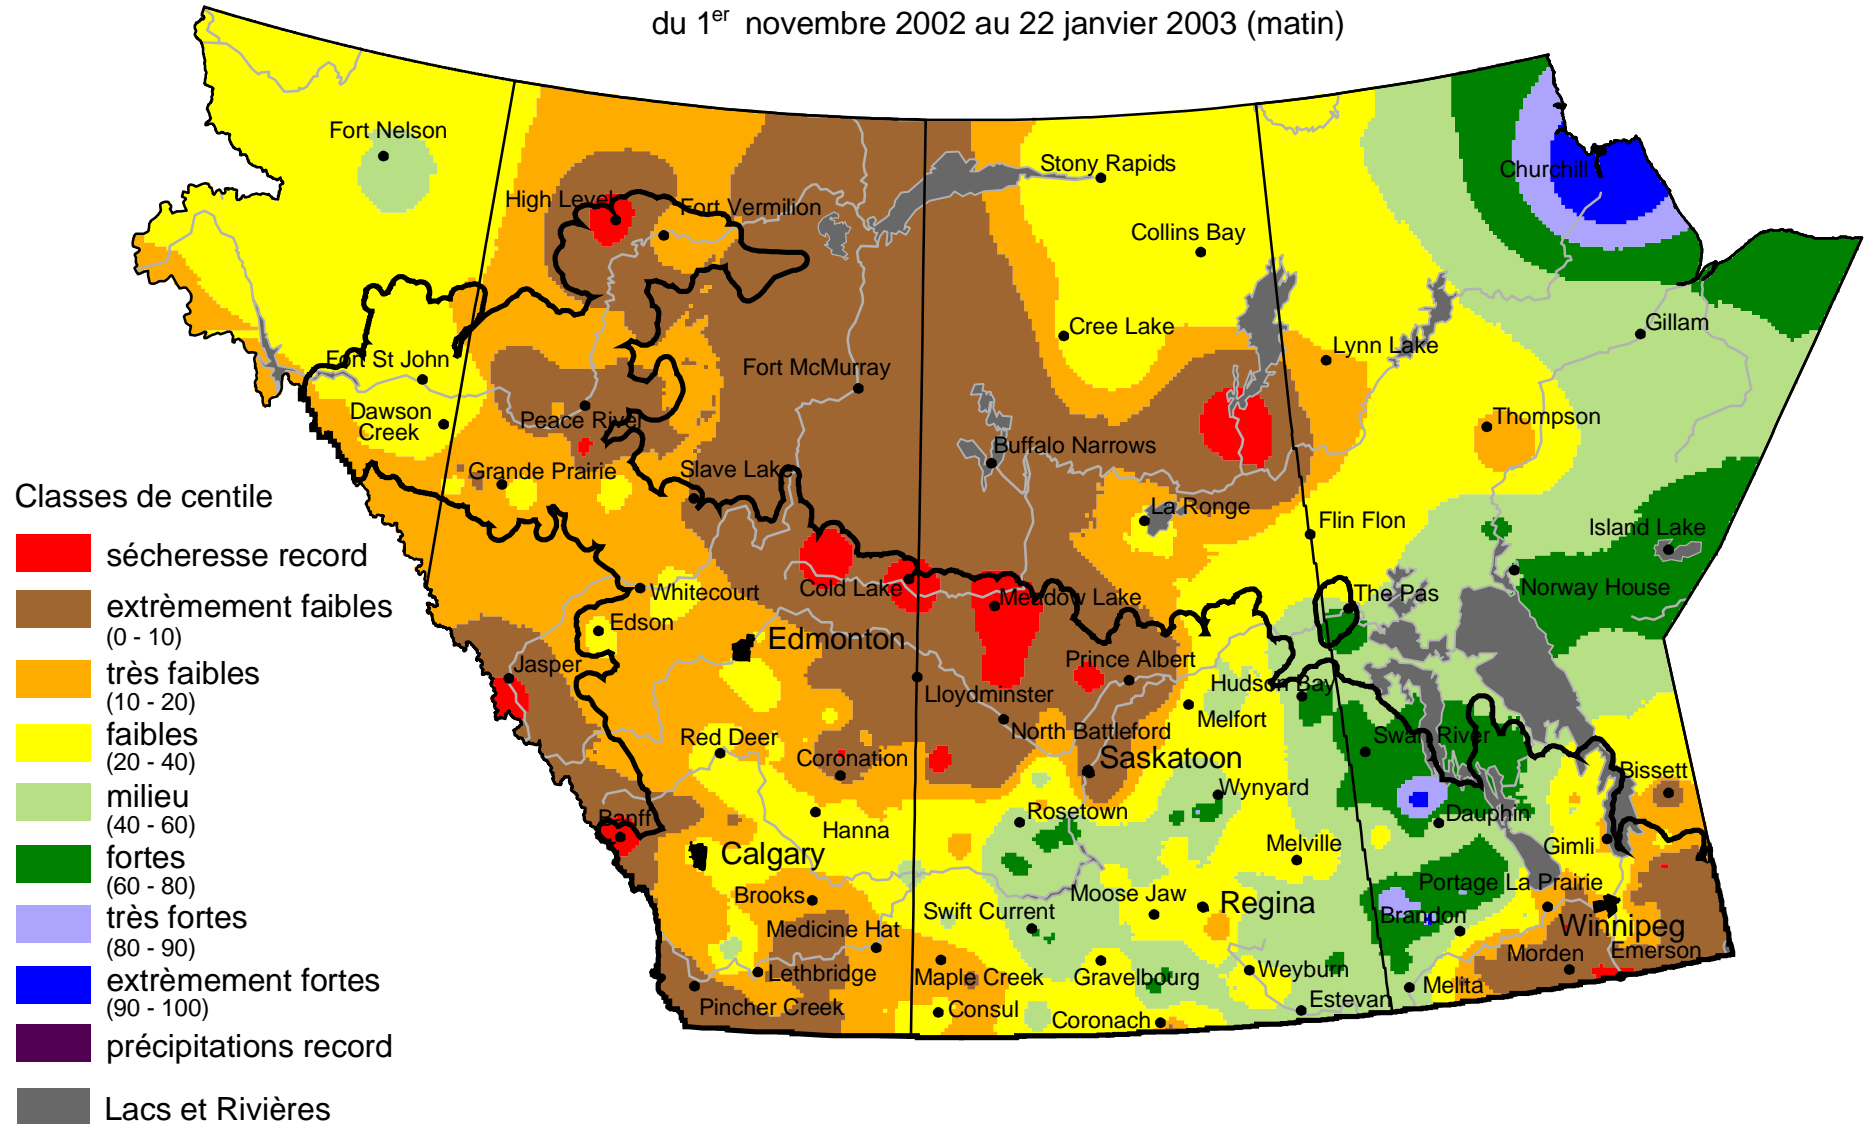 du 1er novembre 2002 au 22 janvier 2003 (matin)
Fort Nelson
Churchill
Stony Rapids
High Level
Fort Vermilion
Collins Bay
Gillam
Cree Lake
Lynn Lake
Fort St John
Fort McMurray
Dawson
Creek
Peace River
Thompson
Buffalo Narrows
Grande Prairie
Slave Lake
La Ronge
Flin Flon
Island Lake
Whitecourt
Cold Lake
Meadow Lake
The Pas
Norway House
Edson
Edmonton
Jasper
Prince Albert
Lloydminster
Hudson Bay
Melfort
North Battleford
Red Deer
Swan River
Coronation
Saskatoon
Bissett
Wynyard
Banff
Hanna
Rosetown
Dauphin
Calgary
Melville
Gimli
Brooks
Moose Jaw
Regina
Portage La Prairie
Swift Current
Brandon
Winnipeg
Medicine Hat
Morden
Emerson
Lethbridge
Maple Creek
Gravelbourg
Weyburn
Melita
Pincher Creek
Consul
Coronach
Estevan
Classes de centile
sécheresse record
extrèmement faibles
(0 - 10)
très faibles
(10 - 20)
faibles
(20 - 40)
milieu
(40 - 60)
fortes
(60 - 80)
très fortes
(80 - 90)
extrèmement fortes
(90 - 100)
précipitations record
Lacs et Rivières